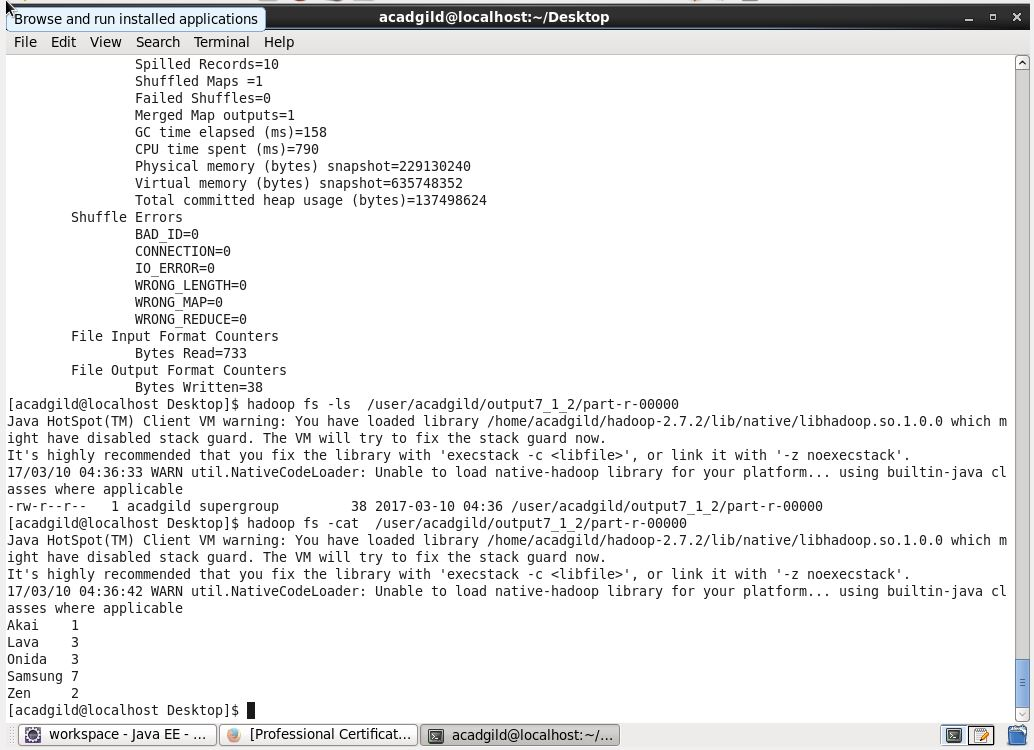 Browse and run installed applications
acadgild@localhost:~/Desktop
File Edit View Search Terminal Help
Spilled Records=10
Shuffled Maps =1
Failed Shuffles=0
Merged Map outputs=1
GC time elapsed (ms)=158
CPU time spent (ms)=790
Physical memory (bytes) snapshot=229130240
Virtual memory (bytes) snapshot=635748352
Total committed heap usage (bytes)=137498624
Shuffle Errors
BAD_ID=0
CONNECTION=0
IO_ERROR=0
WRONG_LENGTH=0
WRONG_MAP=0
WRONG_REDUCE=0
File Input Format Counters
Bytes Read=733
File Output Format Counters
Bytes Written=38
[acadgild@localhost Desktop]$ hadoop fs -ls  /user/acadgild/output7_1_2/part-r-00000
Java HotSpot(TM) Client VM warning: You have loaded library /home/acadgild/hadoop-2.7.2/lib/native/libhadoop.so.1.0.0 which m
ight have disabled stack guard. The VM will try to fix the stack guard now.
It's highly recommended that you fix the library with 'execstack -c <libfile>', or link it with '-z noexecstack'.
17/03/10 04:36:33 WARN util.NativeCodeLoader: Unable to load native-hadoop library for your platform... using builtin-java cl
asses where applicable
-rw-r--r--   1 acadgild supergroup         38 2017-03-10 04:36 /user/acadgild/output7_1_2/part-r-00000
[acadgild@localhost Desktop]$ hadoop fs -cat  /user/acadgild/output7_1_2/part-r-00000
Java HotSpot(TM) Client VM warning: You have loaded library /home/acadgild/hadoop-2.7.2/lib/native/libhadoop.so.1.0.0 which m
ight have disabled stack guard. The VM will try to fix the stack guard now.
It's highly recommended that you fix the library with 'execstack -c <libfile>', or link it with '-z noexecstack'.
17/03/10 04:36:42 WARN util.NativeCodeLoader: Unable to load native-hadoop library for your platform... using builtin-java cl
asses where applicable
Akai    1
Lava    3
Onida   3
Samsung 7
Zen     2
[acadgild@localhost Desktop]$
workspace - Java EE - ... [Professional Certificat... acadgild@localhost:~/...